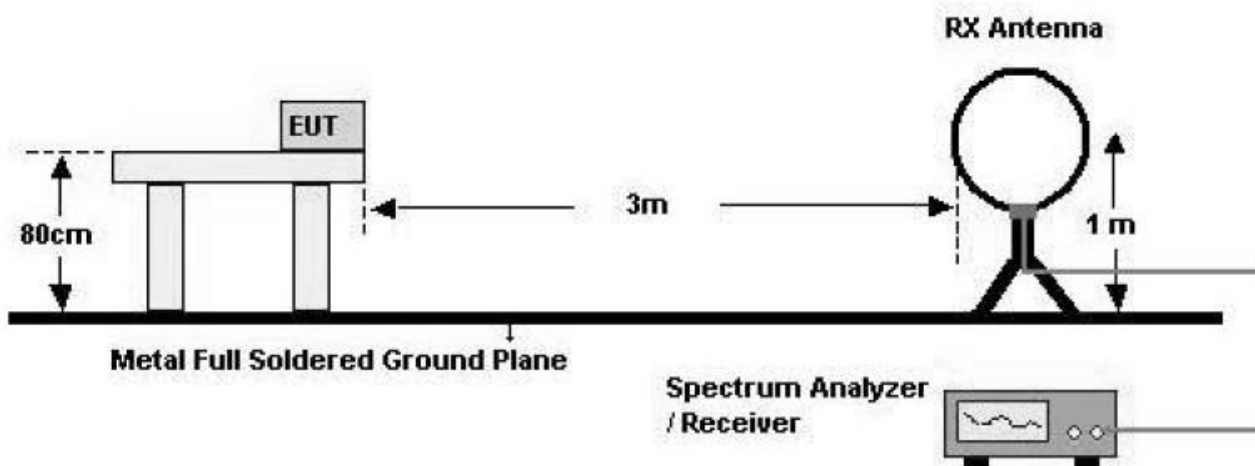 RX Antenna
EUT
80cm
3m
1 m
Metal Full Soldered Ground Plane
Spectrum Analyzer
/ Receiver